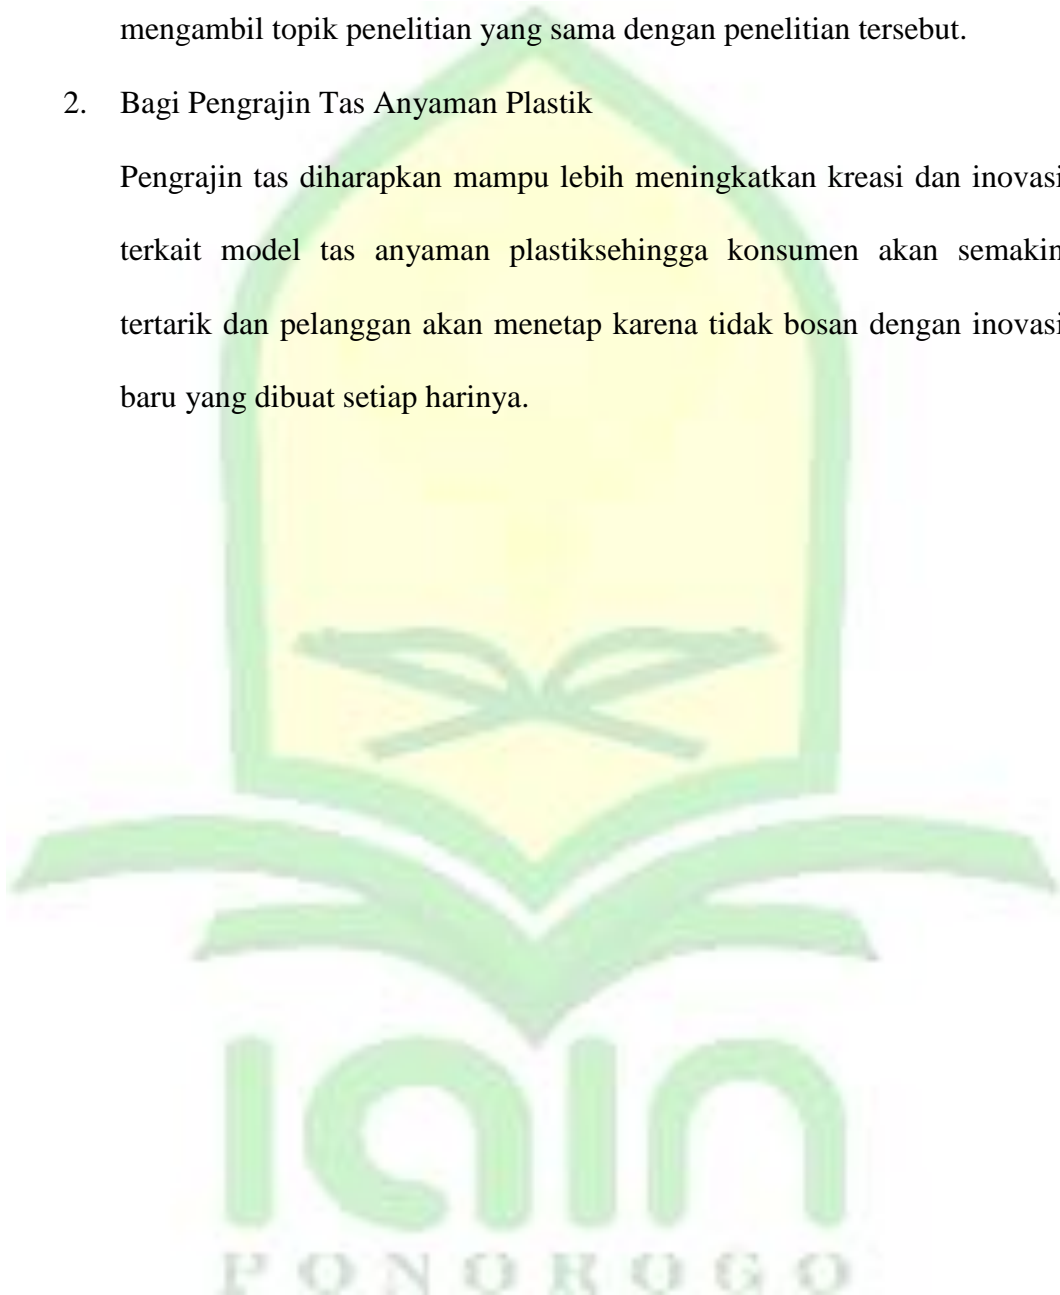 mengambil topik penelitian yang sama dengan penelitian tersebut.
2. Bagi Pengrajin Tas Anyaman Plastik
Pengrajin tas diharapkan mampu lebih meningkatkan kreasi dan inovasi
terkait model tas anyaman plastiksehingga konsumen akan semakin
tertarik dan pelanggan akan menetap karena tidak bosan dengan inovasi
baru yang dibuat setiap harinya.
IAIN
PONOROGO